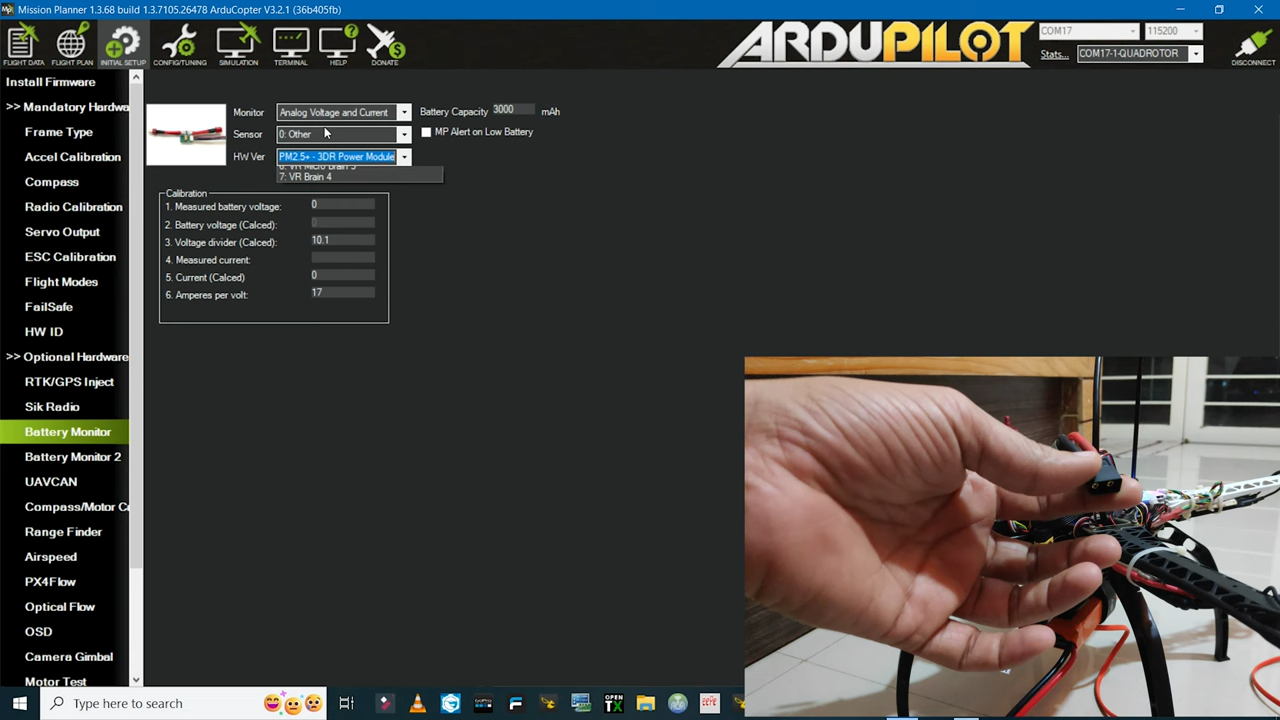 Mission Planner 1.3.68 build 1.3.7105.26478 ArduCopter V3.2.1 (36b405fb)
FLIGHT DATA
FLIGHT PLAN
INITIAL SETUP
CONFIG/TUNING
SIMULATION
TERMINAL
HELP
DONATE
ARDUPILOT
COM17
115200
Stats...
COM17-1-QUADROTOR
DISCONNECT
Install Firmware
>> Mandatory Hardwa
Frame Type
Accel Calibration
Compass
Radio Calibration
Servo Output
ESC Calibration
Flight Modes
FailSafe
HW ID
>> Optional Hardware
RTK/GPS Inject
Sik Radio
Battery Monitor
Battery Monitor 2
UAVCAN
Compass/Motor Ca
Range Finder
Airspeed
PX4Flow
Optical Flow
OSD
Camera Gimbal
Motor Test
Monitor Analog Voltage and Current Battery Capacity 3000 mAh
Sensor 0: Other MP Alert on Low Battery
HW Ver PM2.5+ - 3DR Power Module
7: VR Brain 4
Calibration
1. Measured battery voltage: 0
2. Battery voltage (Calced): 0
3. Voltage divider (Calced): 10.1
4. Measured current:
5. Current (Calced) 0
6. Amperes per volt: 17
Type here to search